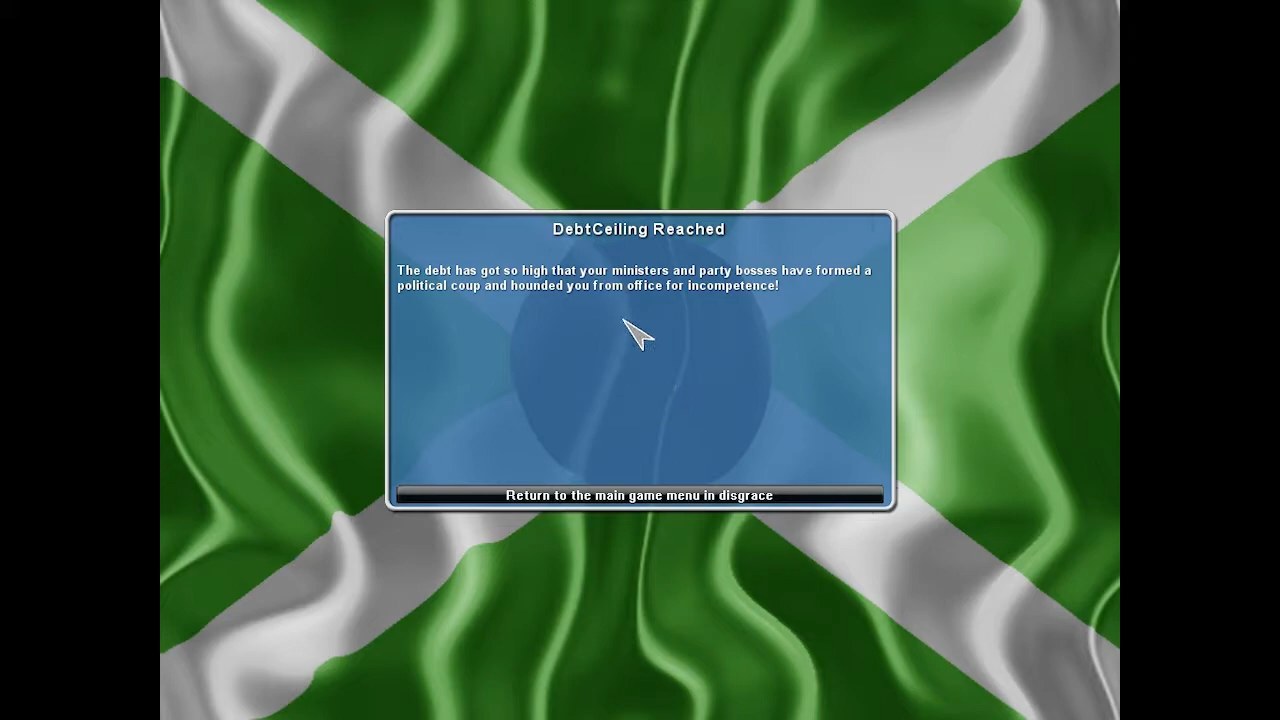 DebtCeiling Reached
The debt has got so high that your ministers and party bosses have formed a
political coup and hounded you from office for incompetence!
Return to the main game menu in disgrace